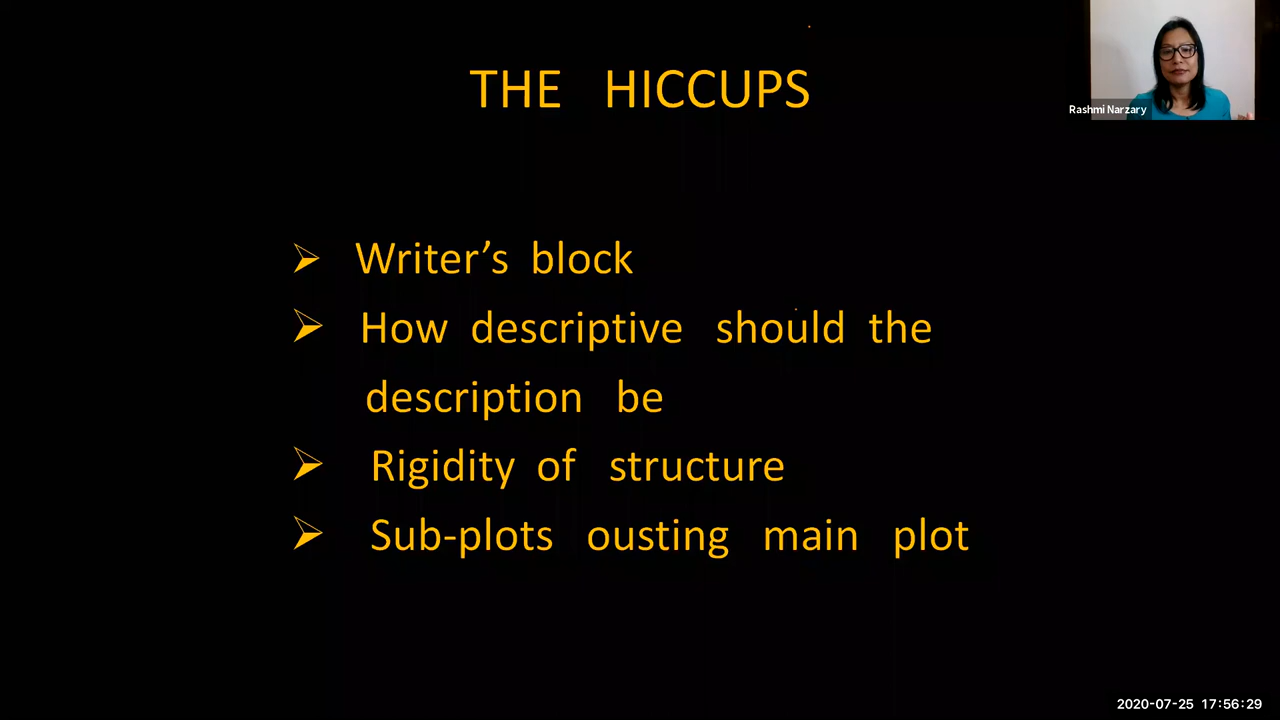 THE HICCUPS
Rashmi Narzary
➢ Writer’s block
➢ How descriptive should the
description be
➢ Rigidity of structure
➢ Sub-plots ousting main plot
2020-07-25 17:56:29